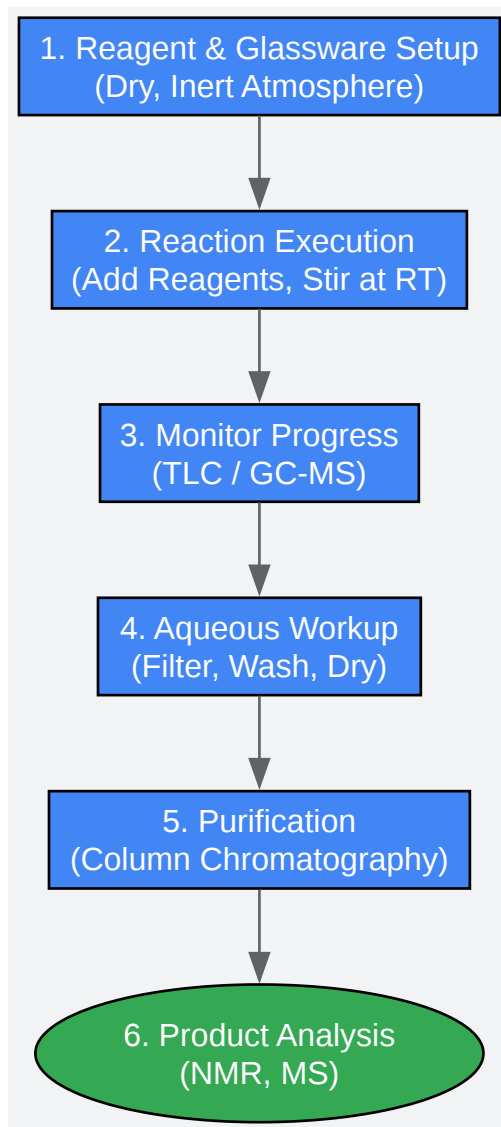 1. Reagent & Glassware Setup
(Dry, Inert Atmosphere)
2. Reaction Execution
(Add Reagents, Stir at RT)
3. Monitor Progress
(TLC / GC-MS)
4. Aqueous Workup
(Filter, Wash, Dry)
5. Purification
(Column Chromatography)
6. Product Analysis
(NMR, MS)